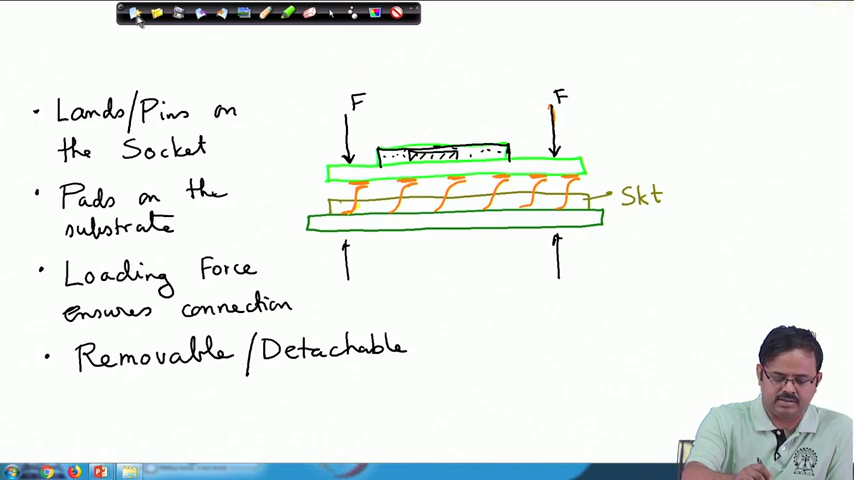 • Lands/Pins on
the Socket
• Pads on the
substrate
• Loading Force
ensures connection
• Removable/Detachable
F
F
Skt